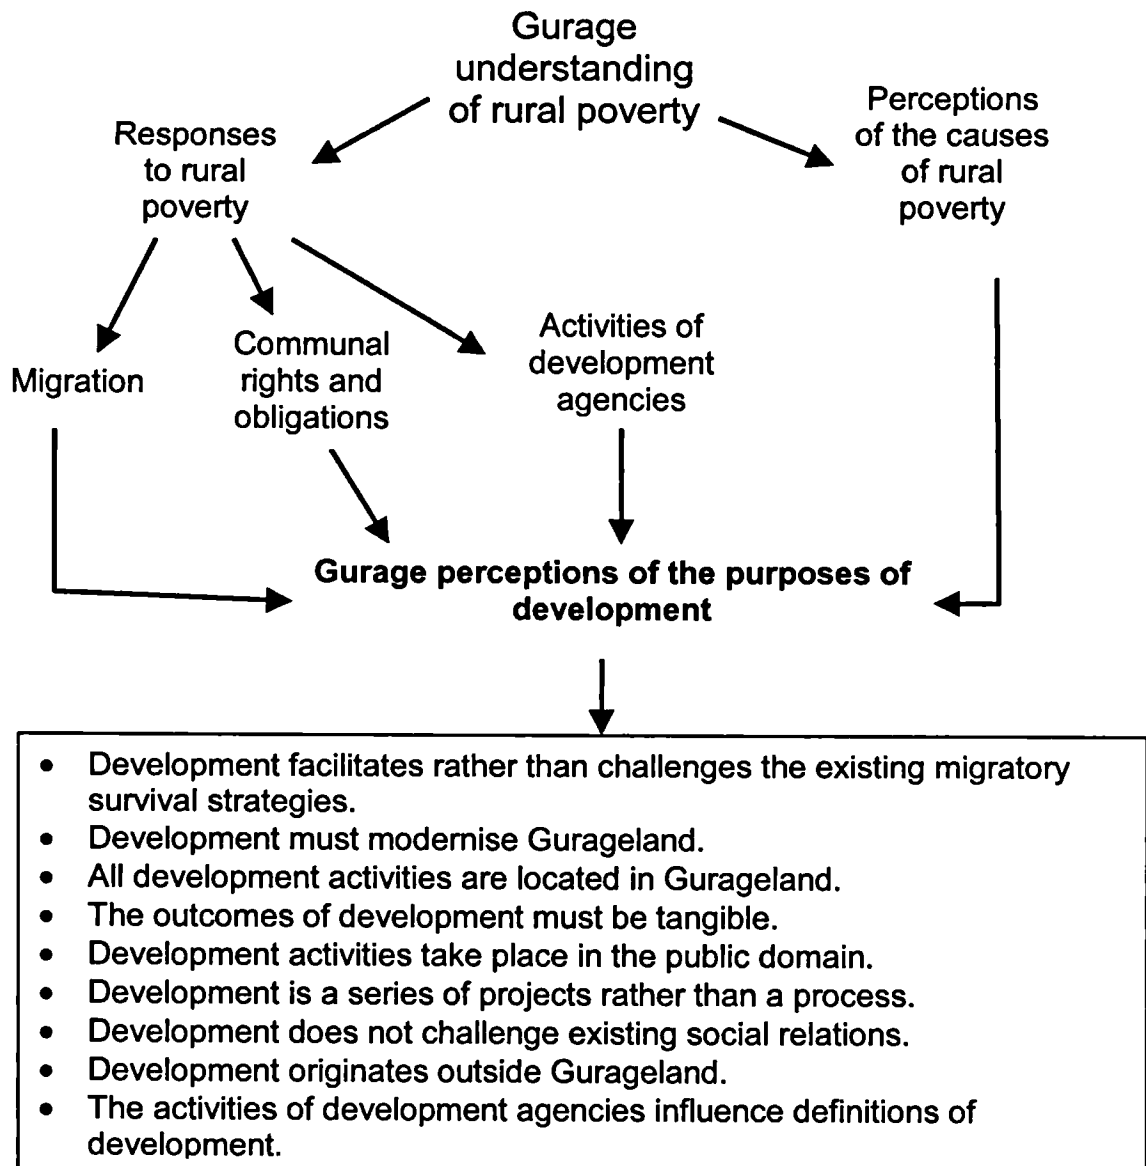 Gurage
understanding
of rural poverty
Responses
to rural
poverty
Perceptions
of the causes
of rural
poverty
Migration
Communal
rights and
obligations
Activities of
development
agencies
Gurage perceptions of the purposes of
development
• Development facilitates rather than challenges the existing migratory
survival strategies.
• Development must modernise Gurageland.
• All development activities are located in Gurageland.
• The outcomes of development must be tangible.
• Development activities take place in the public domain.
• Development is a series of projects rather than a process.
• Development does not challenge existing social relations.
• Development originates outside Gurageland.
• The activities of development agencies influence definitions of
development.